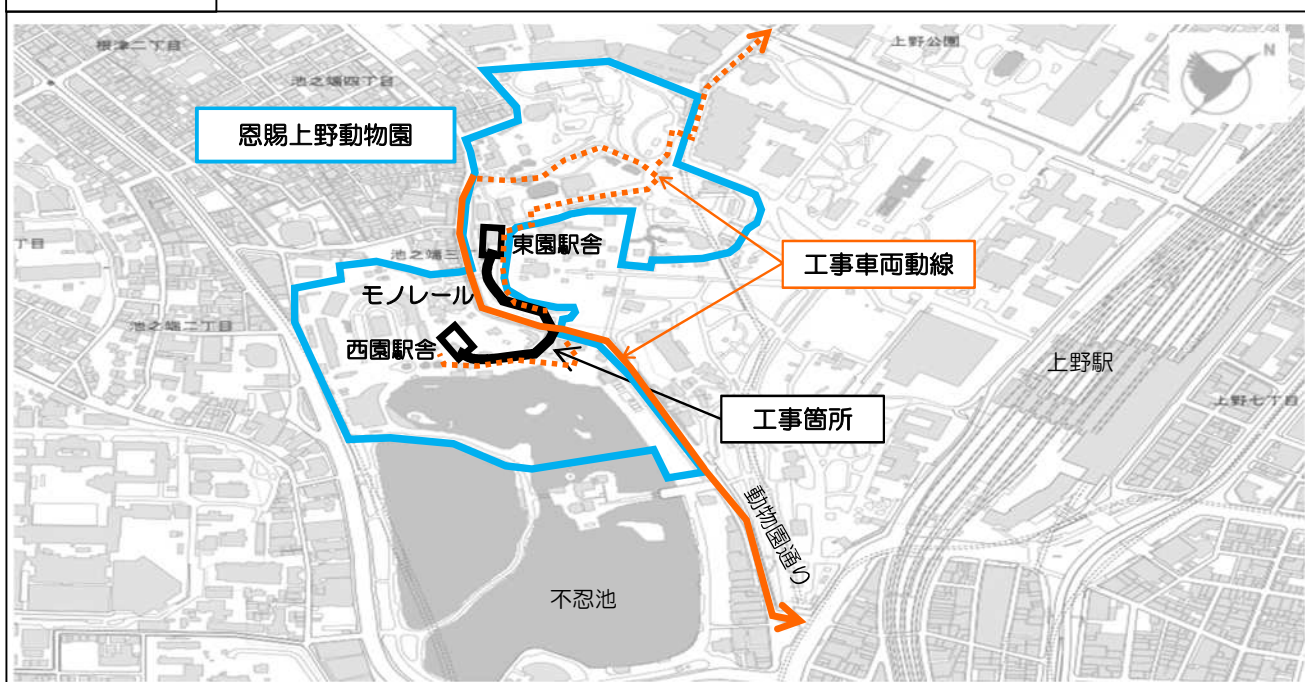 根津二丁目
上野公園
N
池之端四丁目
恩賜上野動物園
丁目
池之端三
東園駅舎
工事車両動線
モノレール
池之端二丁目
西園駅舎
上野駅
上野七丁目
工事箇所
動物園通り
不忍池